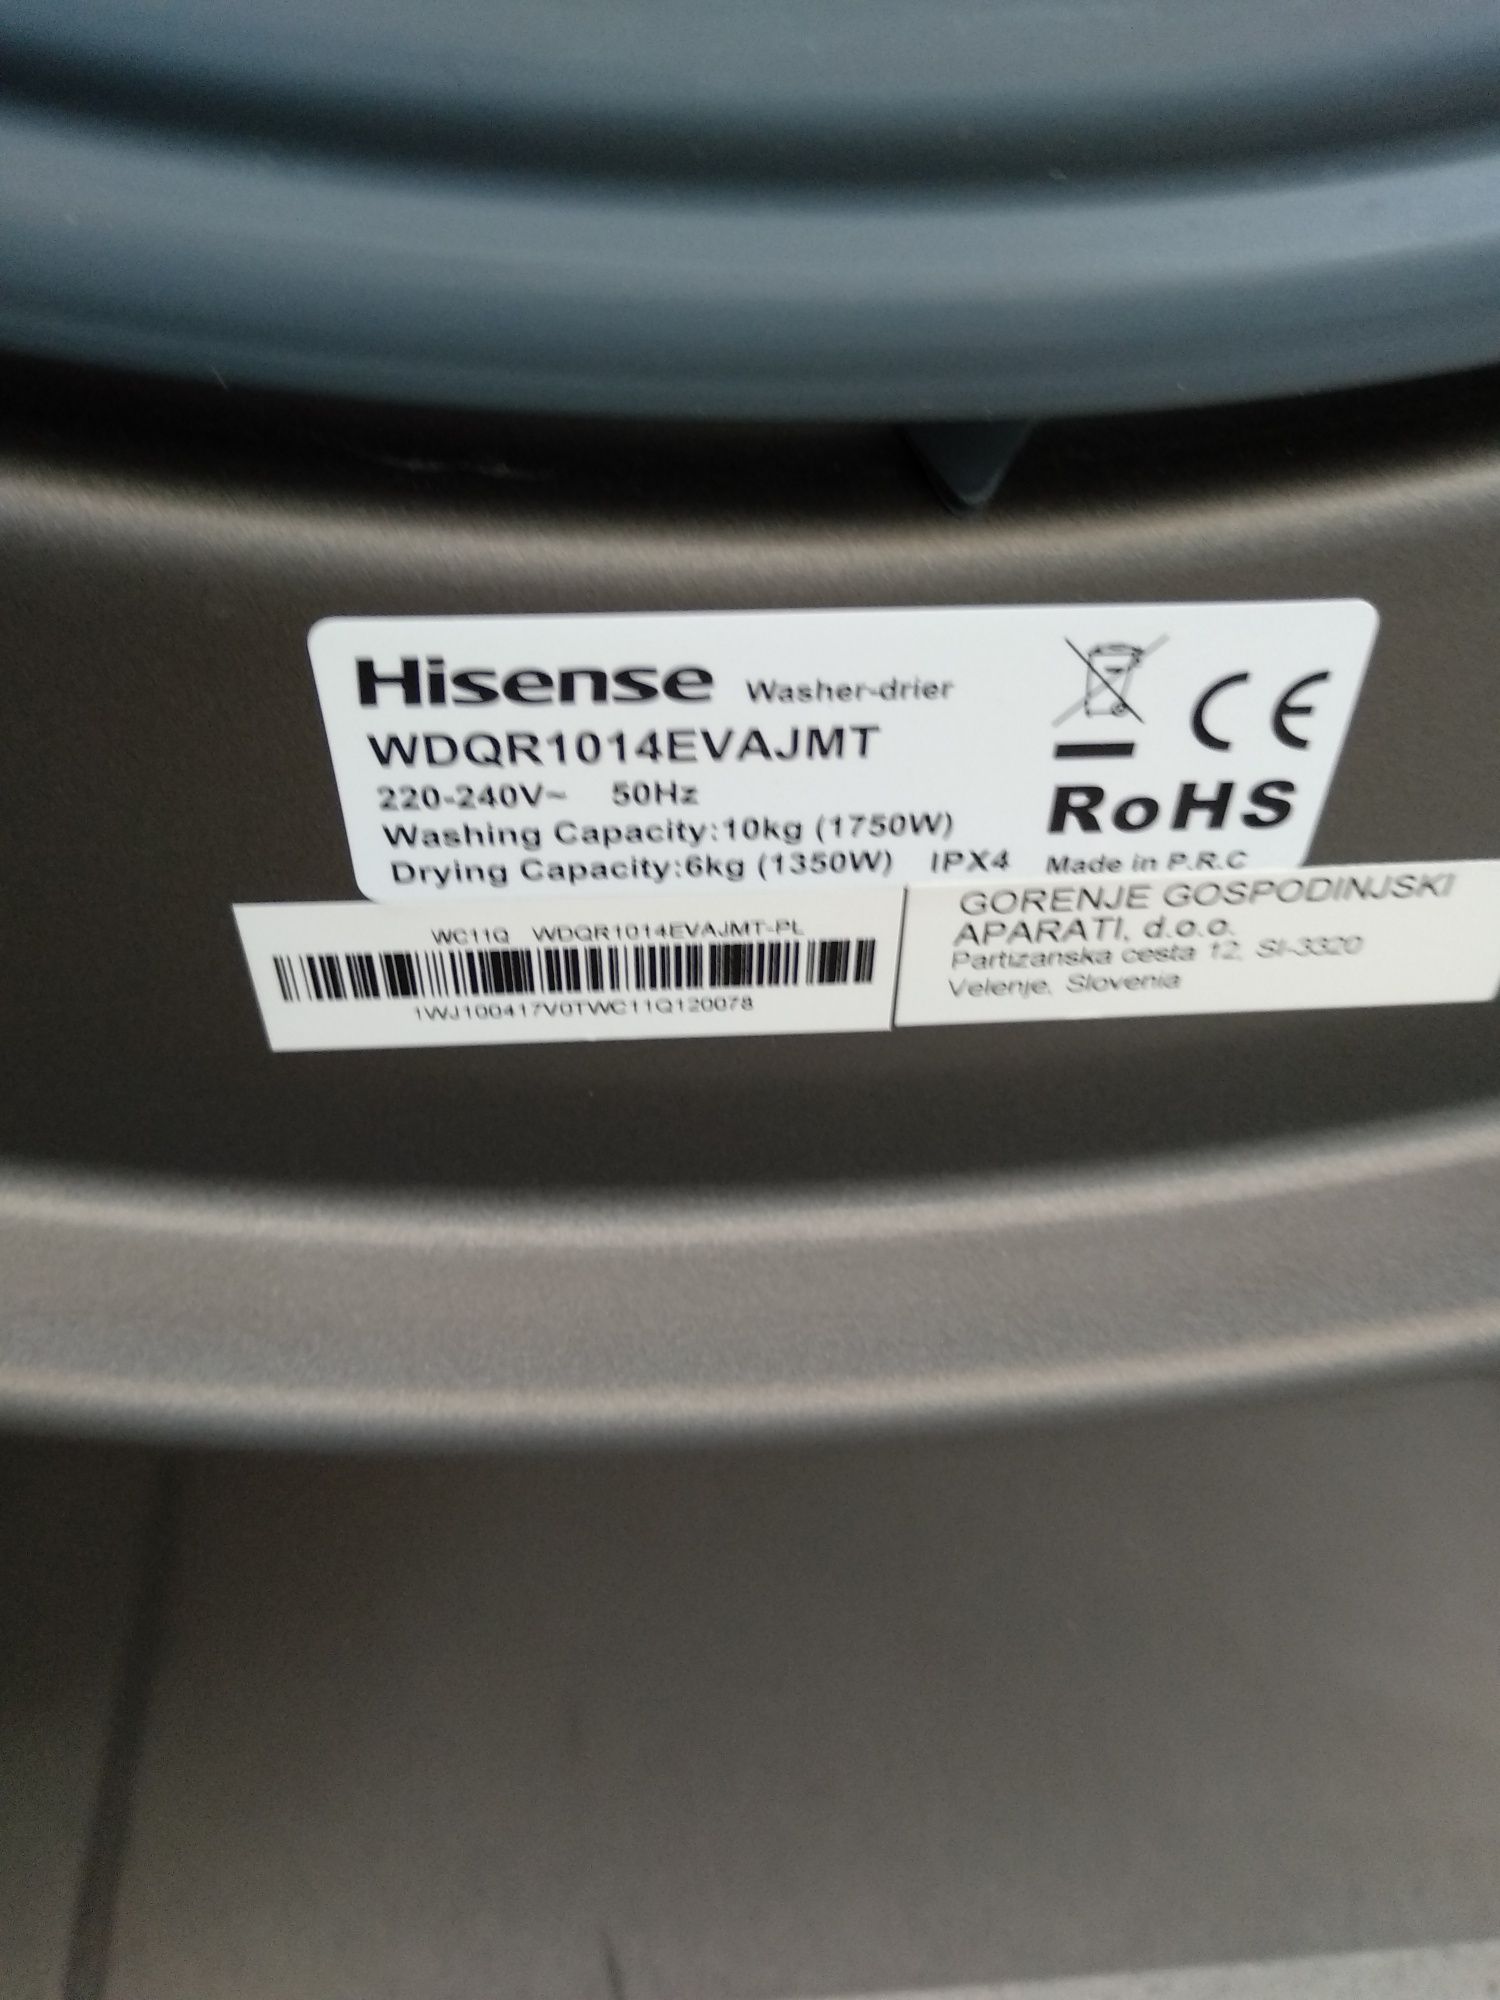 Hisense Washer-drier
WDQR1014EVAJMT
220-240V~ 50Hz
Washing Capacity:10kg (1750W)
Drying Capacity:6kg (1350W) IPX4
CE
RoHS
Made in P.R.C
WC11Q WDQR1014EVAJMT-PL
1WJ100417V0TWC11Q120078
GORENJE GOSPODINJSKI
APARATI, d.o.o.
Partizanska cesta 12, SI-3320
Velenje, Slovenia